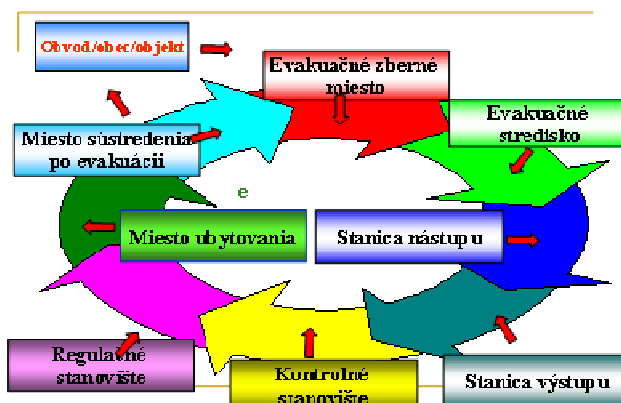 Obvod/obec/objekt
Evakuačné zberné
miesto
Evakuačné
stredisko
Miesto sústredenia
po evakuácii
e
Miesto ubytovania
Stanica nástupu
Regulačné
stanovište
Kontrolné
stanovište
Stanica výstupu